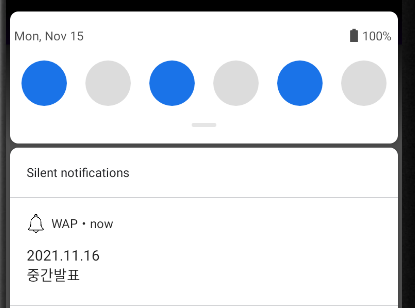 Mon, Nov 15 100%
Silent notifications
WAP • now
2021.11.16
중간발표